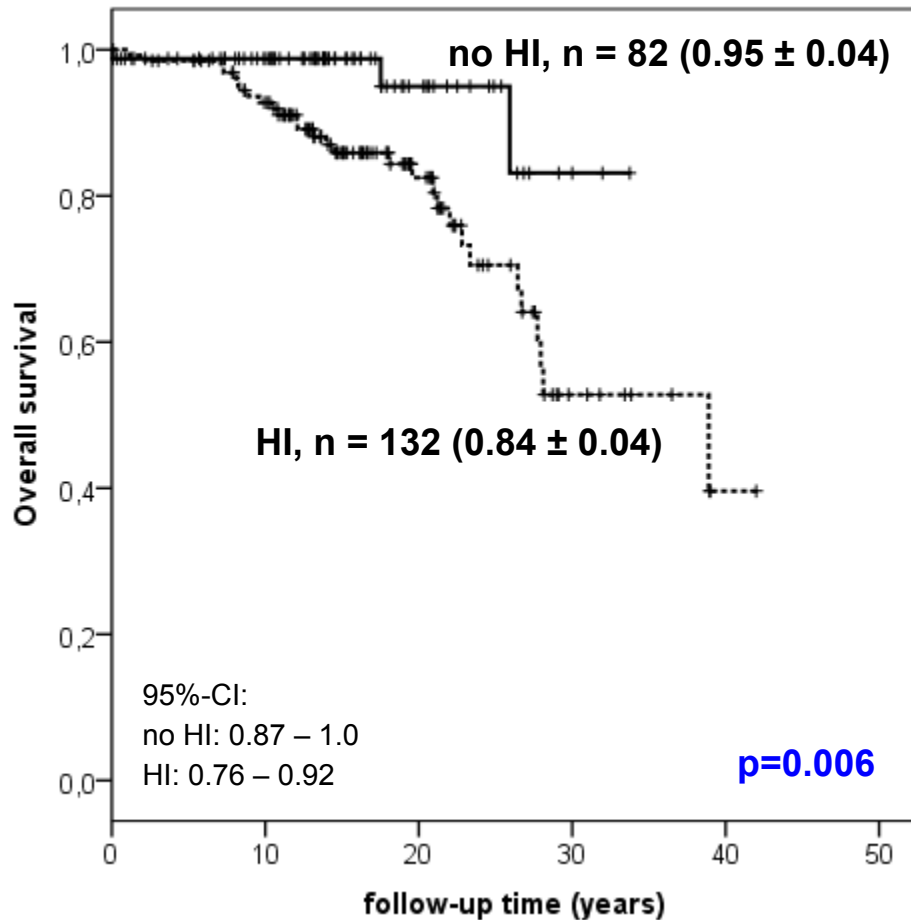 no HI, n = 82 (0.95 ± 0.04)
HI, n = 132 (0.84 ± 0.04)
95%-CI:
no HI: 0.87 – 1.0
HI: 0.76 – 0.92
p=0.006
Overall survival
1,0
0,8
0,6
0,4
0,2
0,0
0 10 20 30 40 50
follow-up time (years)